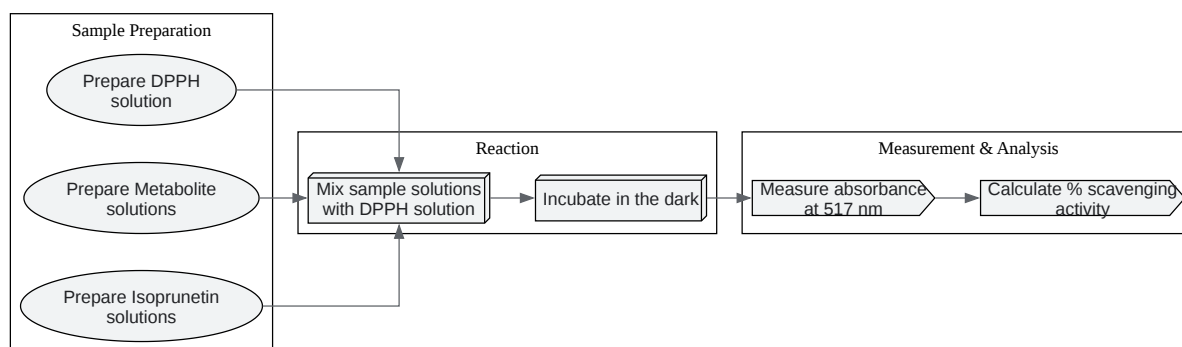 Sample Preparation
Prepare DPPH
solution
Prepare Metabolite
solutions
Prepare Isoprunetin
solutions
Reaction
Mix sample solutions
with DPPH solution
Incubate in the dark
Measurement & Analysis
Measure absorbance
at 517 nm
Calculate % scavenging
activity